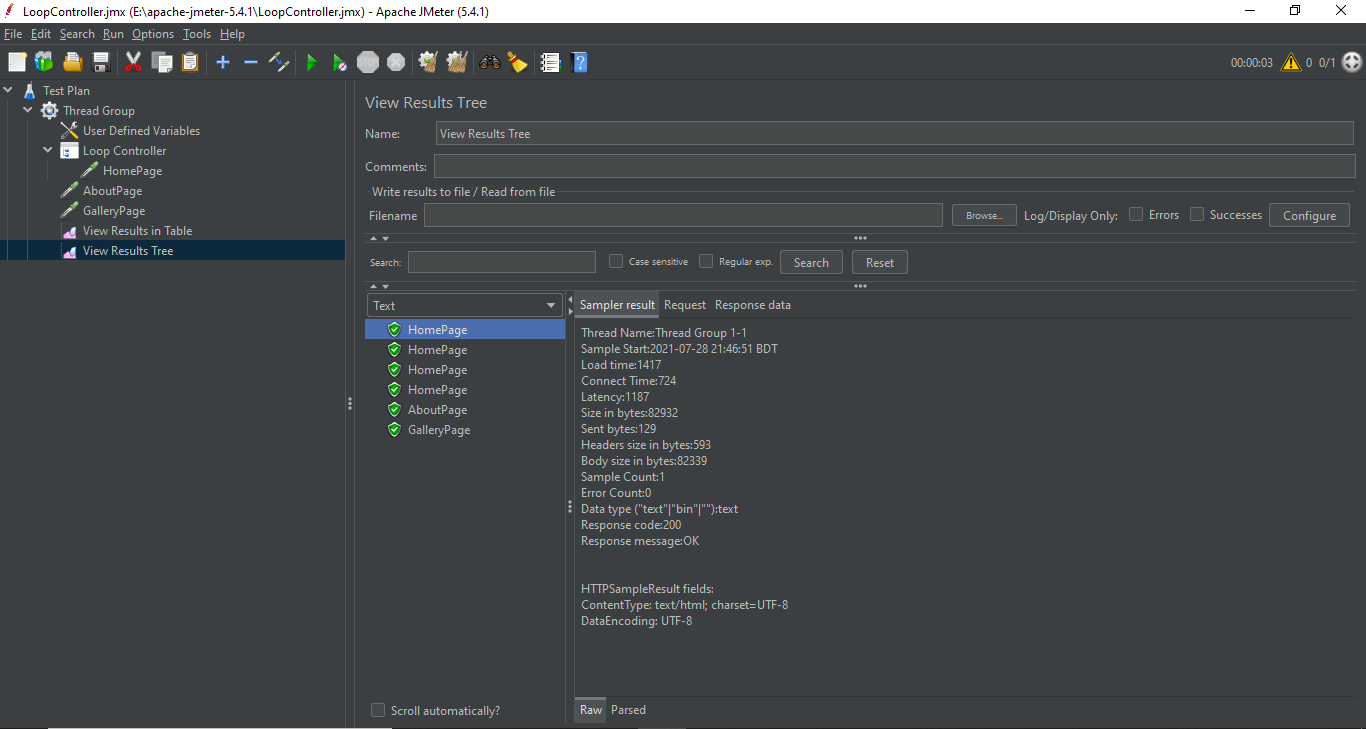 LoopController.jmx (E:\apache-jmeter-5.4.1\LoopController.jmx) - Apache JMeter (5.4.1)
File Edit Search Run Options Tools Help
STOP
00:00:03 0 0/1
Test Plan
Thread Group
User Defined Variables
Loop Controller
HomePage
AboutPage
GalleryPage
View Results in Table
View Results Tree
View Results Tree
Name: View Results Tree
Comments:
Write results to file / Read from file
Filename Browse... Log/Display Only: Errors Successes Configure
Search: Case sensitive Regular exp. Search Reset
Text
HomePage
HomePage
HomePage
HomePage
AboutPage
GalleryPage
Scroll automatically?
Sampler result Request Response data
Thread Name:Thread Group 1-1
Sample Start:2021-07-28 21:46:51 BDT
Load time:1417
Connect Time:724
Latency:1187
Size in bytes:82932
Sent bytes:129
Headers size in bytes:593
Body size in bytes:82339
Sample Count:1
Error Count:0
Data type ("text"|"bin"|""):text
Response code:200
Response message:OK
HTTPSampleResult fields:
ContentType: text/html; charset=UTF-8
DataEncoding: UTF-8
Raw Parsed